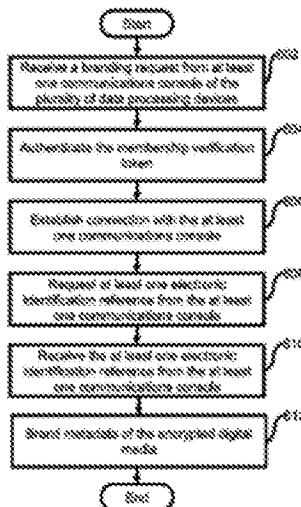 Start
Receive a branding request from at least
one communications console of the
plurality of data processing devices
Authenticate the membership verification
token
Establish connection with the at least
one communications console
Request at least one electronic
identification reference from the at least
one communications console
Receive the at least one electronic
identification reference from the at least
one communications console
Brand metadata of the encrypted digital
media
End